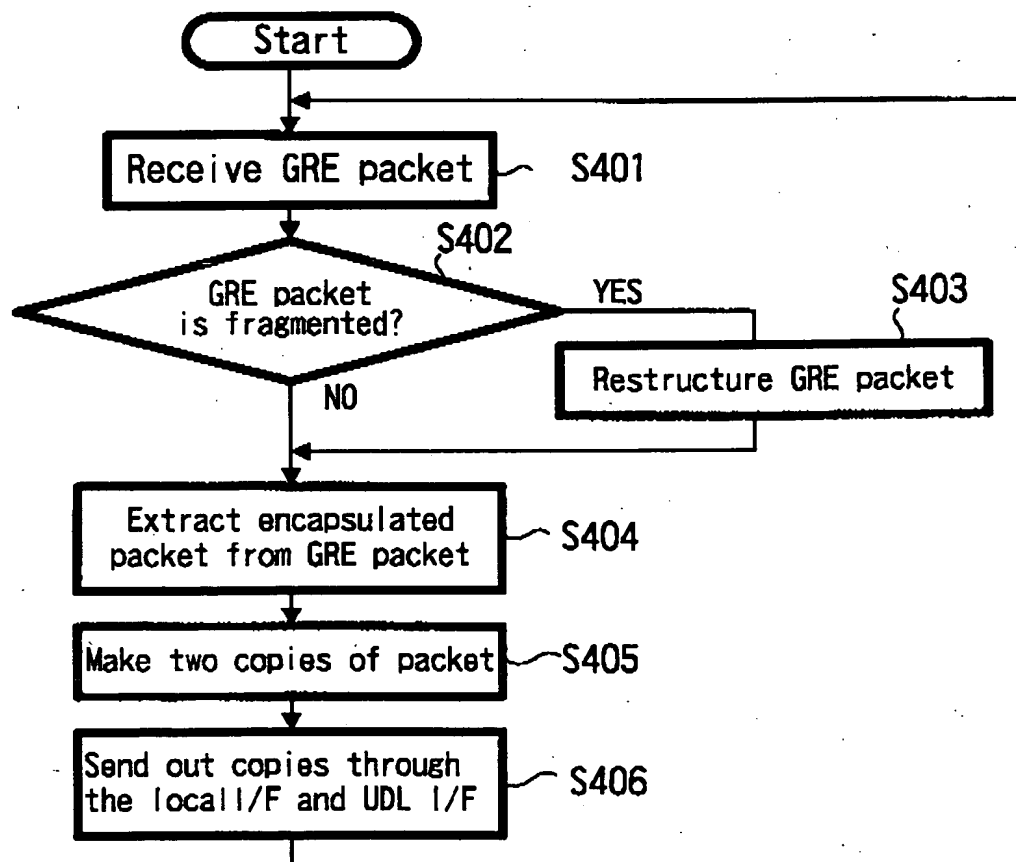 Start
Receive GRE packet
S401
S402
GRE packet
is fragmented?
YES
S403
Restructure GRE packet
NO
Extract encapsulated
packet from GRE packet
S404
Make two copies of packet
S405
Send out copies through
the local I/F and UDL I/F
S406